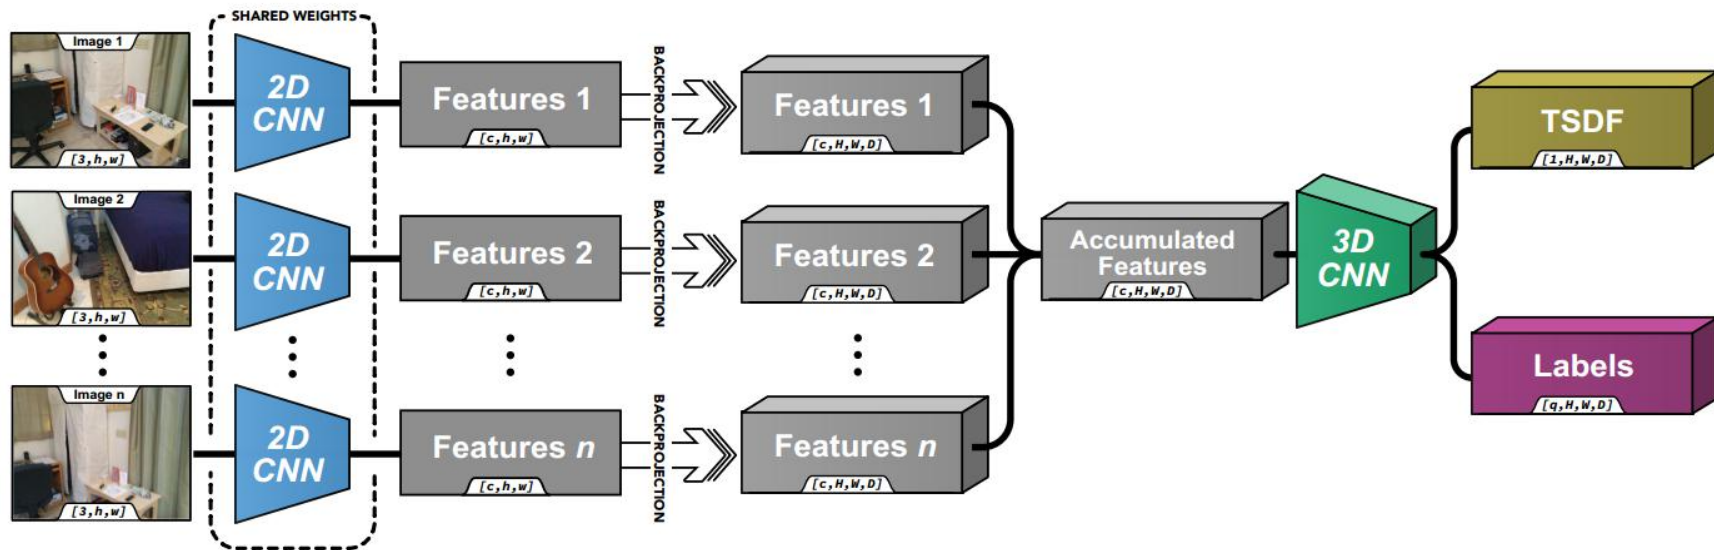 SHARED WEIGHTS
Image 1
[3,h,w]
2D
CNN
Features 1
[c,h,w]
BACKPROJECTION
Features 1
[c,H,W,D]
Image 2
[3,h,w]
2D
CNN
Features 2
[c,h,w]
BACKPROJECTION
Features 2
[c,H,W,D]
Image n
[3,h,w]
2D
CNN
Features n
[c,h,w]
BACKPROJECTION
Features n
[c,H,W,D]
Accumulated
Features
[c,H,W,D]
3D
CNN
TSDF
[1,H,W,D]
Labels
[q,H,W,D]